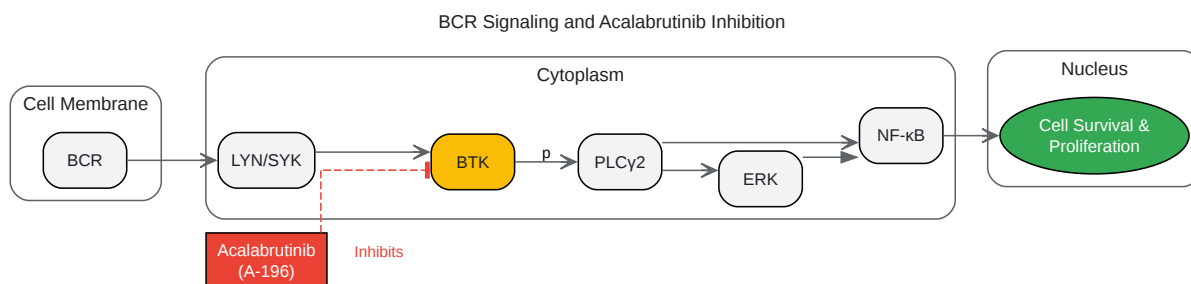 BCR Signaling and Acalabrutinib Inhibition
Cell Membrane
BCR
Cytoplasm
LYN/SYK
BTK
p
PLCγ2
ERK
NF-κB
Nucleus
Cell Survival &
Proliferation
Acalabrutinib
(A-196)
Inhibits